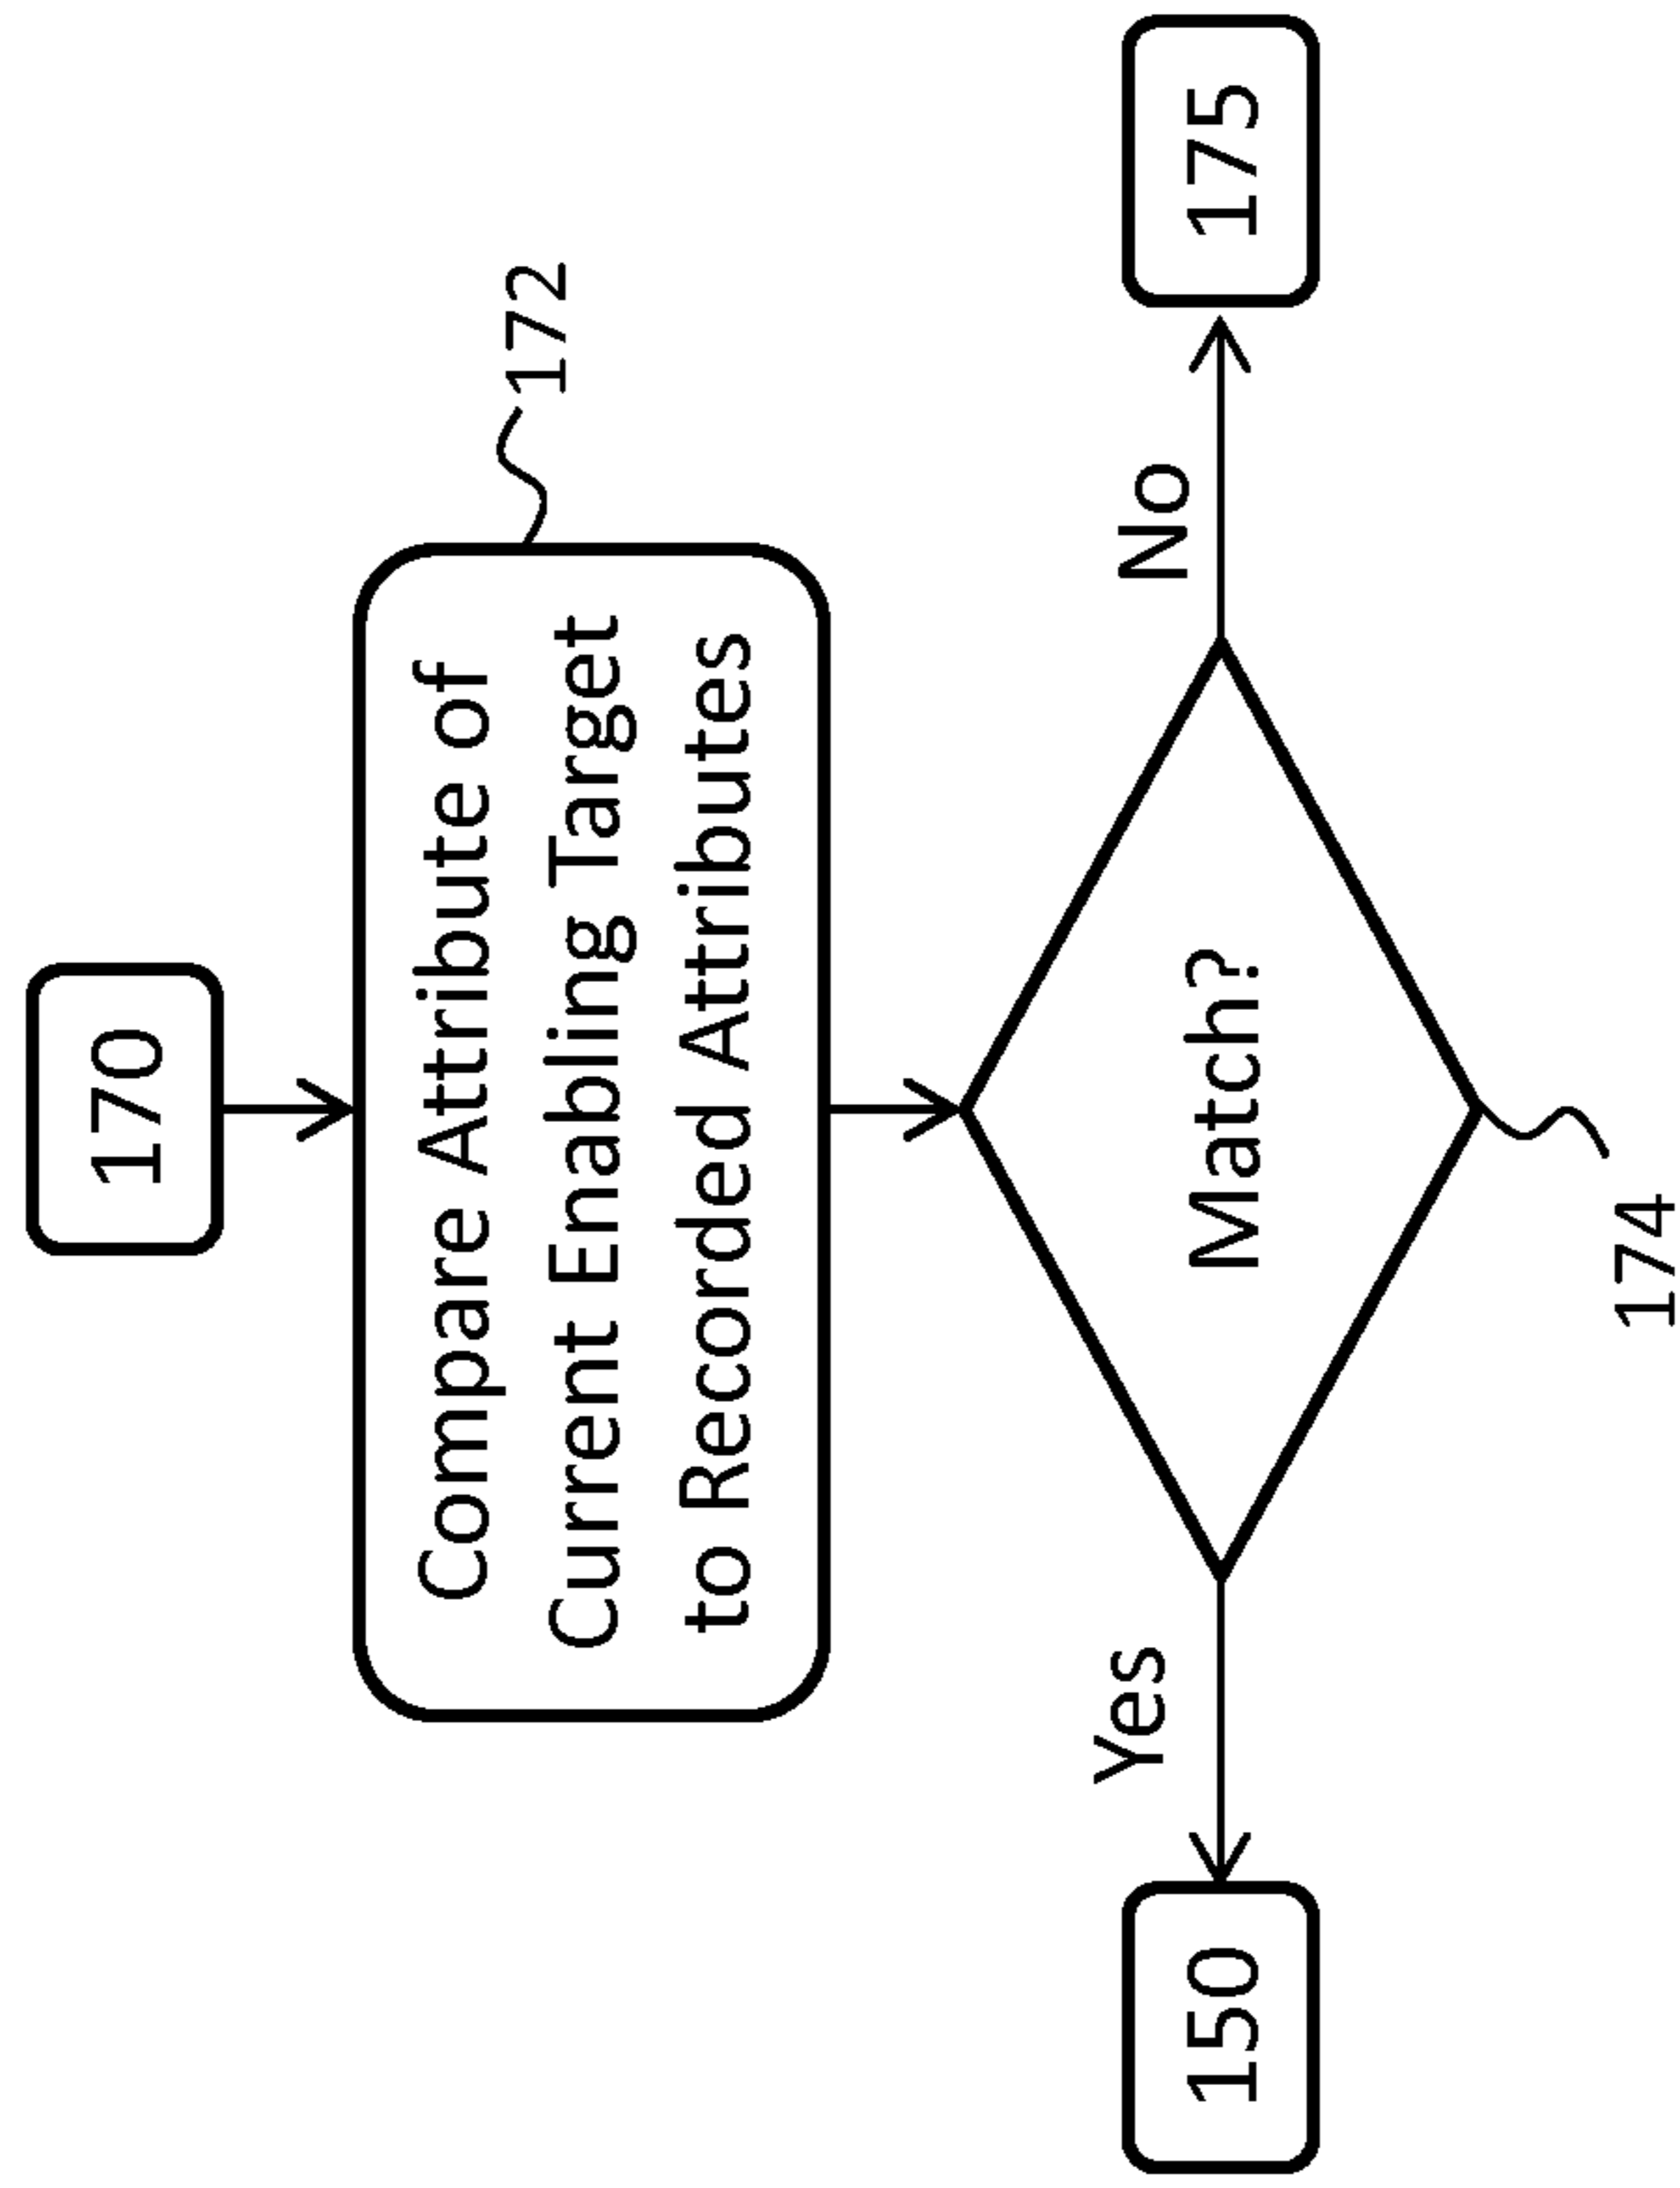 170
Compare Attribute of
Current Enabling Target
to Recorded Attributes
172
Yes
No
150
Match?
175
174